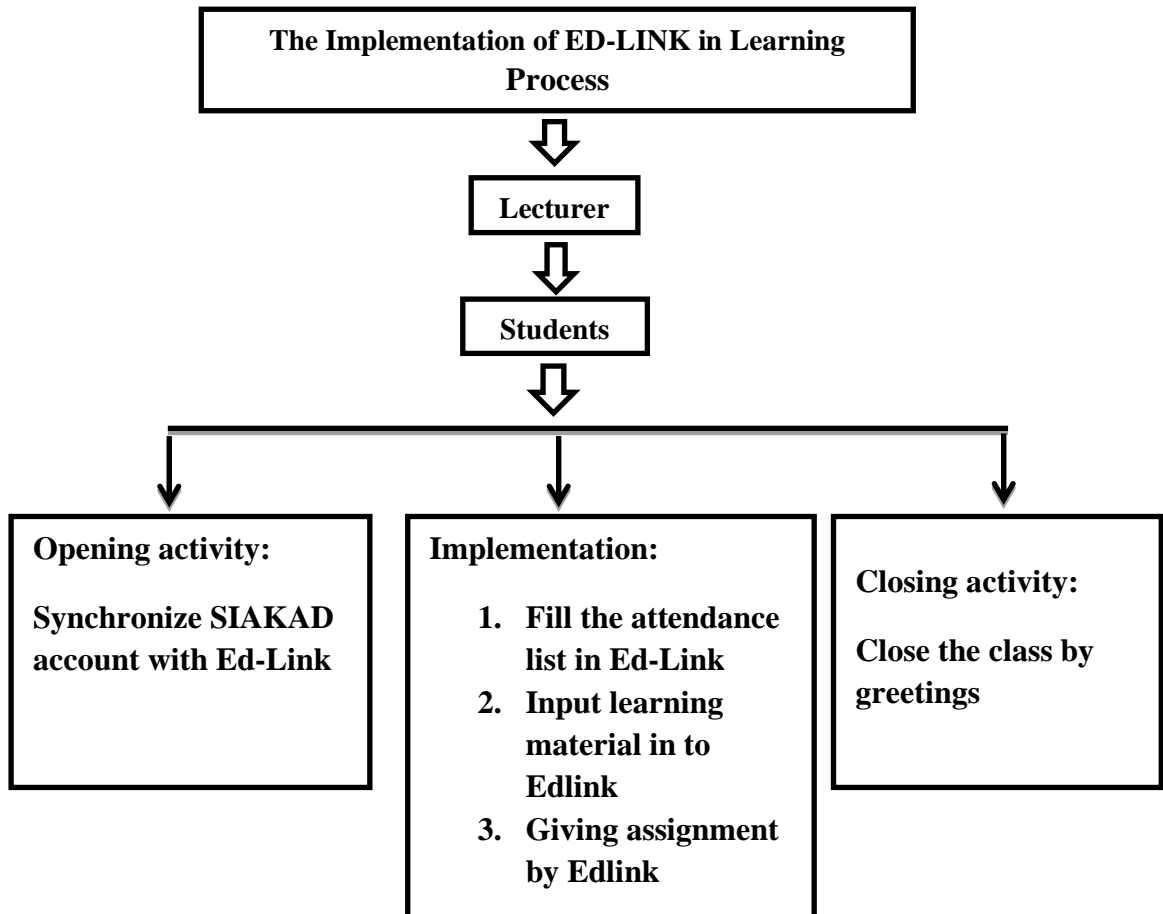 The Implementation of ED-LINK in Learning
Process
Lecturer
Students
Opening activity:
Synchronize SIAKAD
account with Ed-Link
Implementation:
1. Fill the attendance
list in Ed-Link
2. Input learning
material in to
Edlink
3. Giving assignment
by Edlink
Closing activity:
Close the class by
greetings